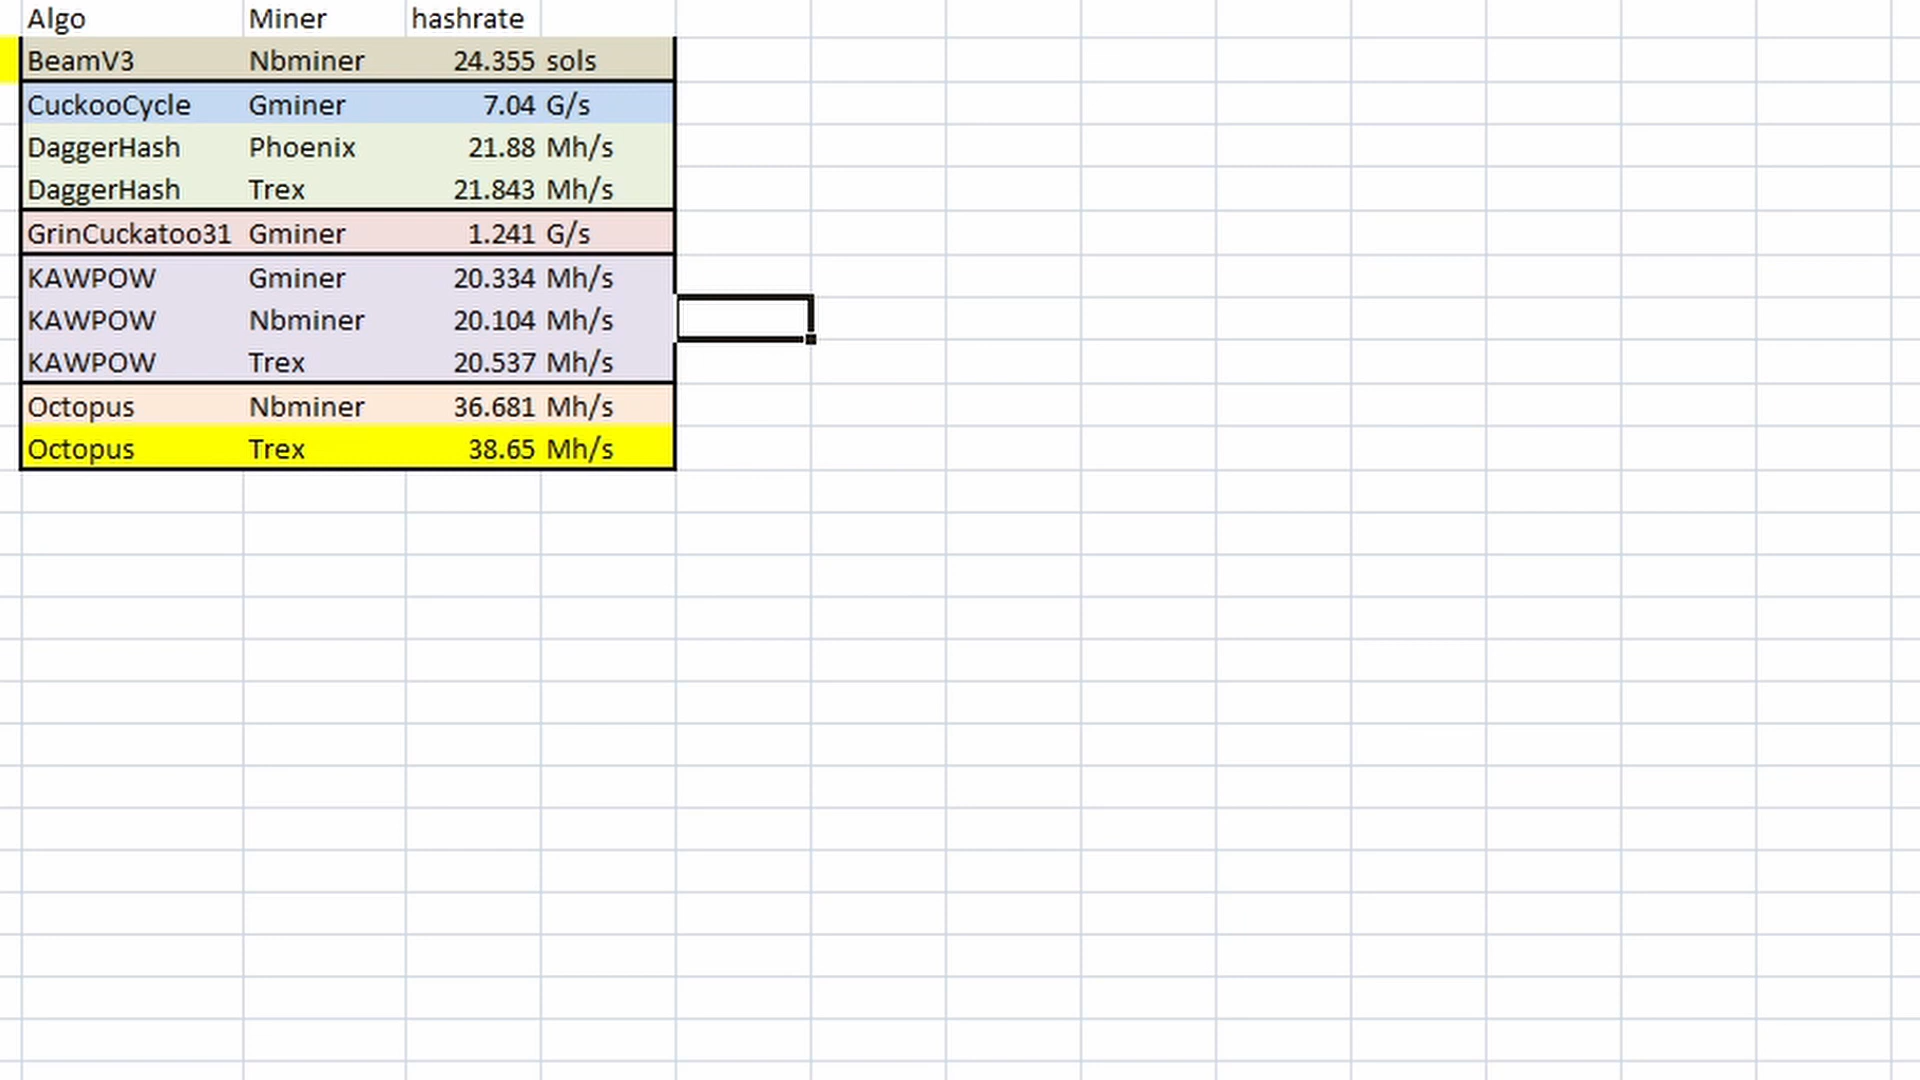 Algo Miner hashrate
BeamV3 Nbminer 24.355 sols
CuckooCycle Gminer 7.04 G/s
DaggerHash Phoenix 21.88 Mh/s
DaggerHash Trex 21.843 Mh/s
GrinCuckatoo31 Gminer 1.241 G/s
KAWPOW Gminer 20.334 Mh/s
KAWPOW Nbminer 20.104 Mh/s
KAWPOW Trex 20.537 Mh/s
Octopus Nbminer 36.681 Mh/s
Octopus Trex 38.65 Mh/s